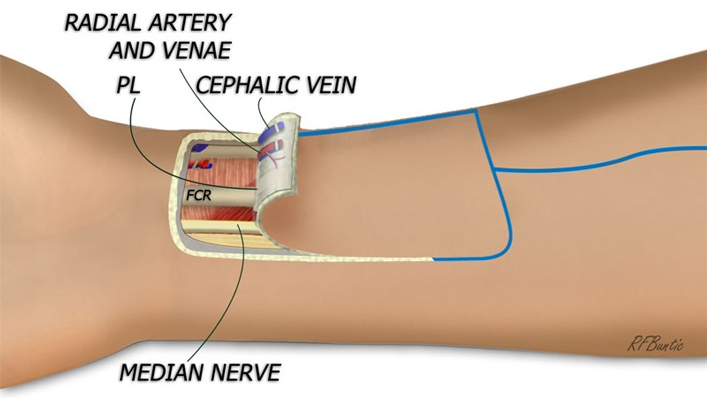 RADIAL ARTERY
AND VENAE
PL
CEPHALIC VEIN
FCR
MEDIAN NERVE
RFBuntic